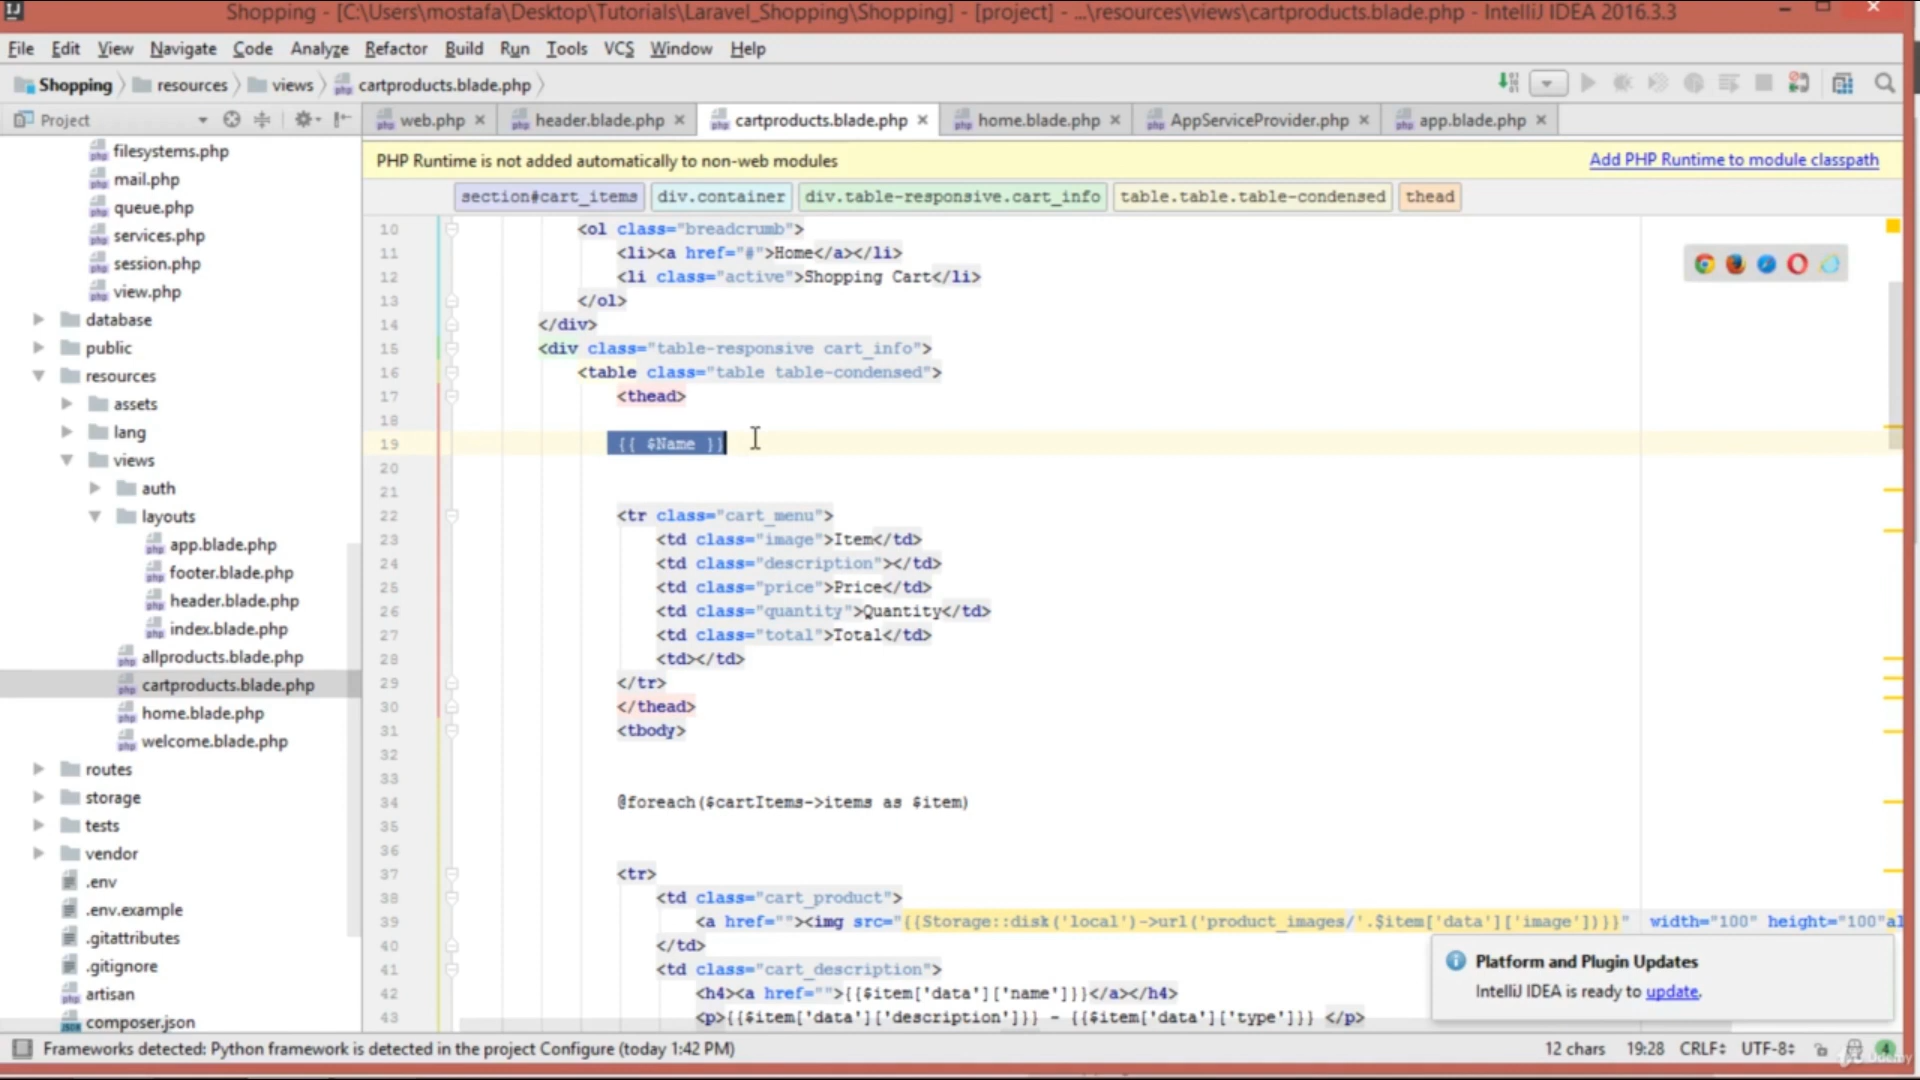 Shopping - [C:\Users\mostafa\Desktop\Tutorials\Laravel_Shopping\Shopping] - [project] - ...\resources\views\cartproducts.blade.php - IntelliJ IDEA 2016.3.3
File Edit View Navigate Code Analyze Refactor Build Run Tools VCS Window Help
Shopping resources views cartproducts.blade.php
Project
web.php header.blade.php cartproducts.blade.php home.blade.php AppServiceProvider.php app.blade.php
PHP Runtime is not added automatically to non-web modules Add PHP Runtime to module classpath
section#cart_items div.container div.table-responsive.cart_info table.table.table-condensed thead
filesystems.php
mail.php
queue.php
services.php
session.php
view.php
database
public
resources
assets
lang
views
auth
layouts
app.blade.php
footer.blade.php
header.blade.php
index.blade.php
allproducts.blade.php
cartproducts.blade.php
home.blade.php
welcome.blade.php
routes
storage
tests
vendor
.env
.env.example
.gitattributes
.gitignore
artisan
composer.json
10 <ol class="breadcrumb">
11 <li><a href="#">Home</a></li>
12 <li class="active">Shopping Cart</li>
13 </ol>
14 </div>
15 <div class="table-responsive cart_info">
16 <table class="table table-condensed">
17 <thead>
18
19 {{ $Name }}
20
21
22 <tr class="cart_menu">
23 <td class="image">Item</td>
24 <td class="description"></td>
25 <td class="price">Price</td>
26 <td class="quantity">Quantity</td>
27 <td class="total">Total</td>
28 <td></td>
29 </tr>
30 </thead>
31 <tbody>
32
33
34 @foreach($cartItems->items as $item)
35
36
37 <tr>
38 <td class="cart_product">
39 <a href=""><img src="{{Storage::disk('local')->url('product_images/'.$item['data']['image'])}}" width="100" height="100"al
40 </td>
41 <td class="cart_description">
42 <h4><a href="">{{$item['data']['name']}}</a></h4>
43 <p>{{$item['data']['description']}} - {{$item['data']['type']}} </p>
Platform and Plugin Updates
IntelliJ IDEA is ready to update.
Frameworks detected: Python framework is detected in the project Configure (today 1:42 PM) 12 chars 19:28 CRLF UTF-8 4